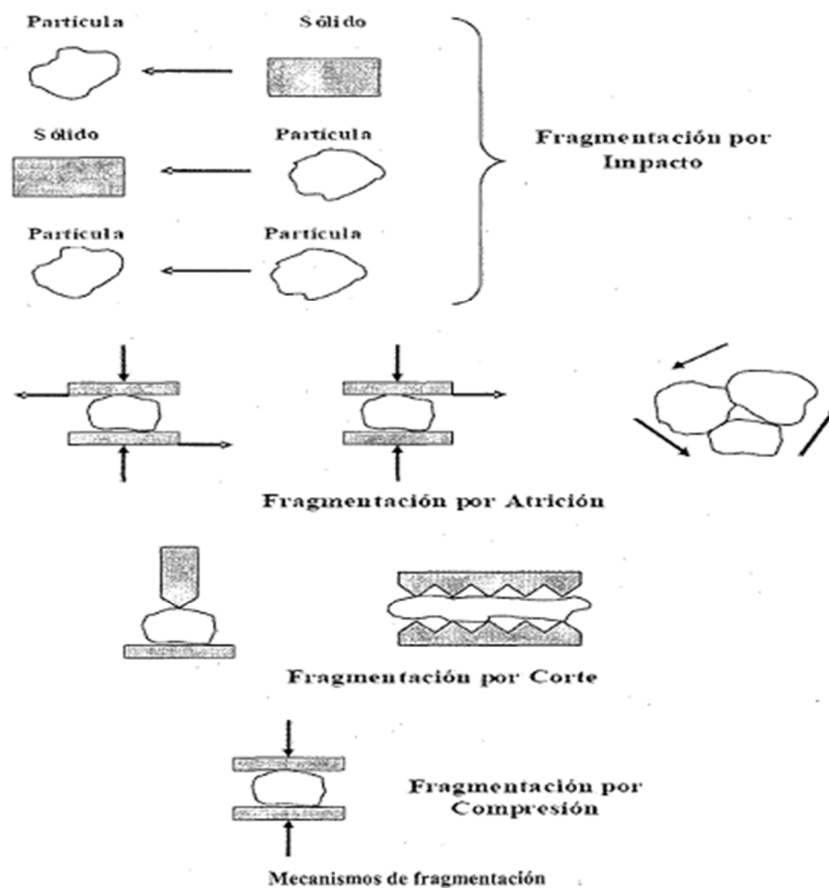 Partícula Sólido
Sólido Partícula
Partícula Partícula
Fragmentación por
Impacto
Fragmentación por Atrición
Fragmentación por Corte
Fragmentación por
Compresión
Mecanismos de fragmentación